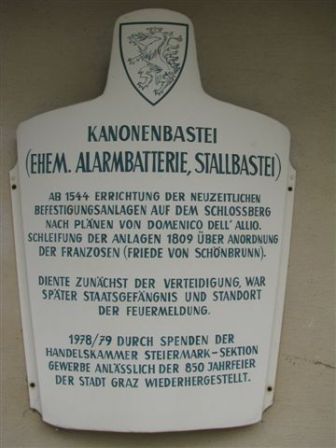 KANONENBASTEI
(EHEM. ALARMBATTERIE, STALLBASTEI)
AB 1544 ERRICHTUNG DER NEUZEITLICHEN
BEFESTIGUNGSANLAGEN AUF DEM SCHLOSSBERG
NACH PLÄNEN VON DOMENICO DELL'ALLIO.
SCHLEIFUNG DER ANLAGEN 1809 ÜBER ANORDNUNG
DER FRANZOSEN (FRIEDE VON SCHÖNBRUNN).
DIENTE ZUNÄCHST DER VERTEIDIGUNG, WAR
SPÄTER STAATSGEFÄNGNIS UND STANDORT
DER FEUERMELDUNG.
1978/79 DURCH SPENDEN DER
HANDELSKAMMER STEIERMARK-SEKTION
GEWERBE ANLÄSSLICH DER 850 JAHRFEIER
DER STADT GRAZ WIEDERHERGESTELLT.